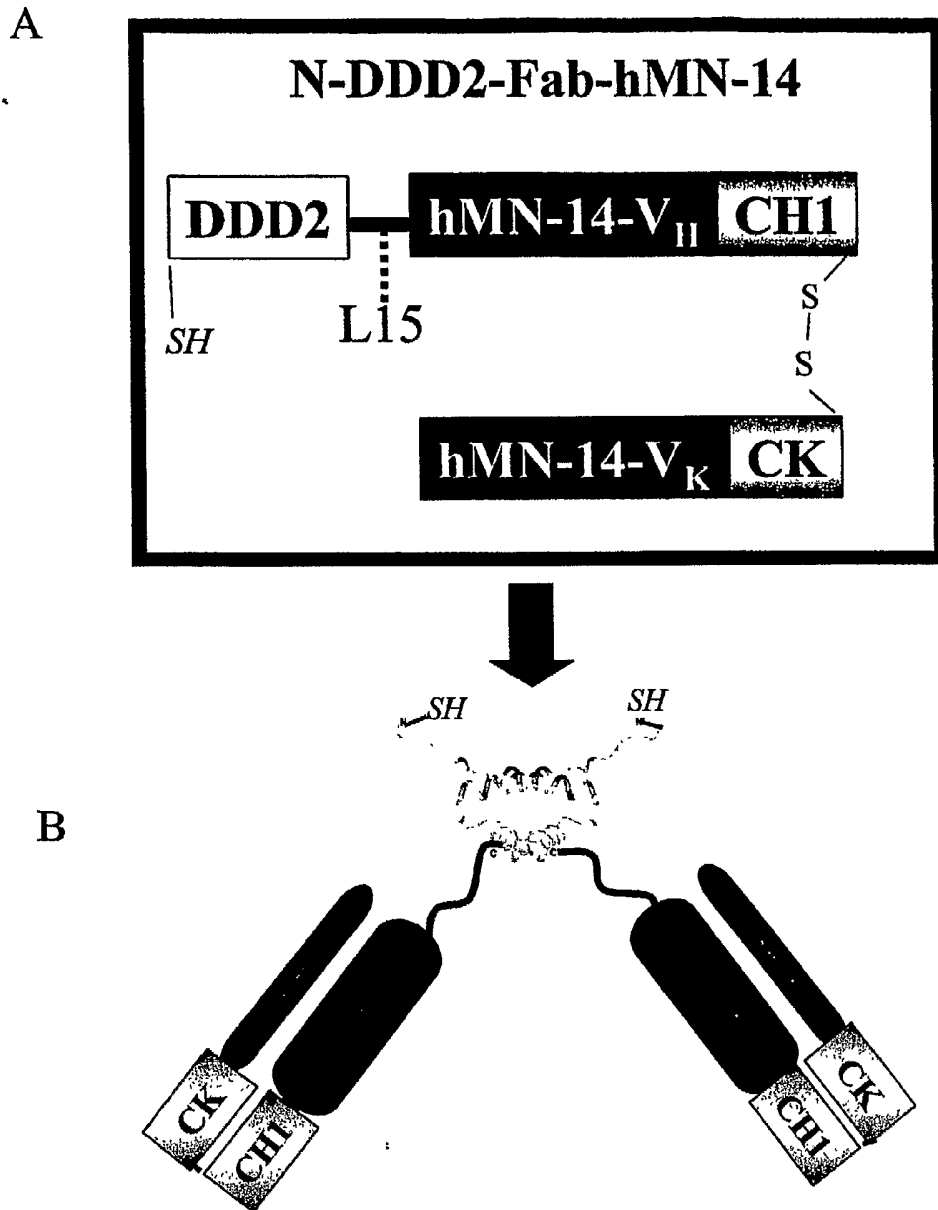 A
N-DDD2-Fab-hMN-14
DDD2
hMN-14-VH
CH1
SH
L15
S
S
hMN-14-VK
CK
SH
SH
N
N
B
C
C
CK
CH1
CH1
CK